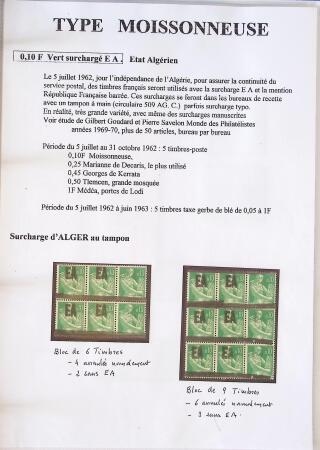 TYPE MOISSONNEUSE
0,10 F Vert surchargé E A . Etat Algérien
Le 5 juillet 1962, jour l'indépendance de l'Algérie, pour assurer la continuité du
service postal, des timbres français seront utilisés avec la surcharge E A et la mention
République Française barrée. Ces surcharges se feront dans les bureaux de recette
avec un tampon à main (circulaire 509 AG. C.) parfois surcharge typo.
En réalité, très grande variété, avec même des surcharges manuscrites
Voir étude de Gilbert Goudard et Pierre Savelon Monde des Philatélistes
années 1969-70, plus de 50 articles, bureau par bureau
Période du 5 juillet au 31 octobre 1962 : 5 timbres-poste
0,10F Moissonneuse,
0,25 Marianne de Decaris, le plus utilisé
0,45 Georges de Kerrata
0,50 Tlemcen, grande mosquée
1F Médéa, portes de Lodi
Période du 5 juillet 1962 à juin 1963 : 5 timbres taxe gerbe de blé de 0,05 à 1F
Surcharge d'ALGER au tampon
EA EA
EA EA
EA EA
EA EA
EA EA
Bloc de 6 Timbres
- 4 annulés normalement
- 2 sans EA
Bloc de 9 Timbres
- 6 annulés normalement
- 3 sans EA.